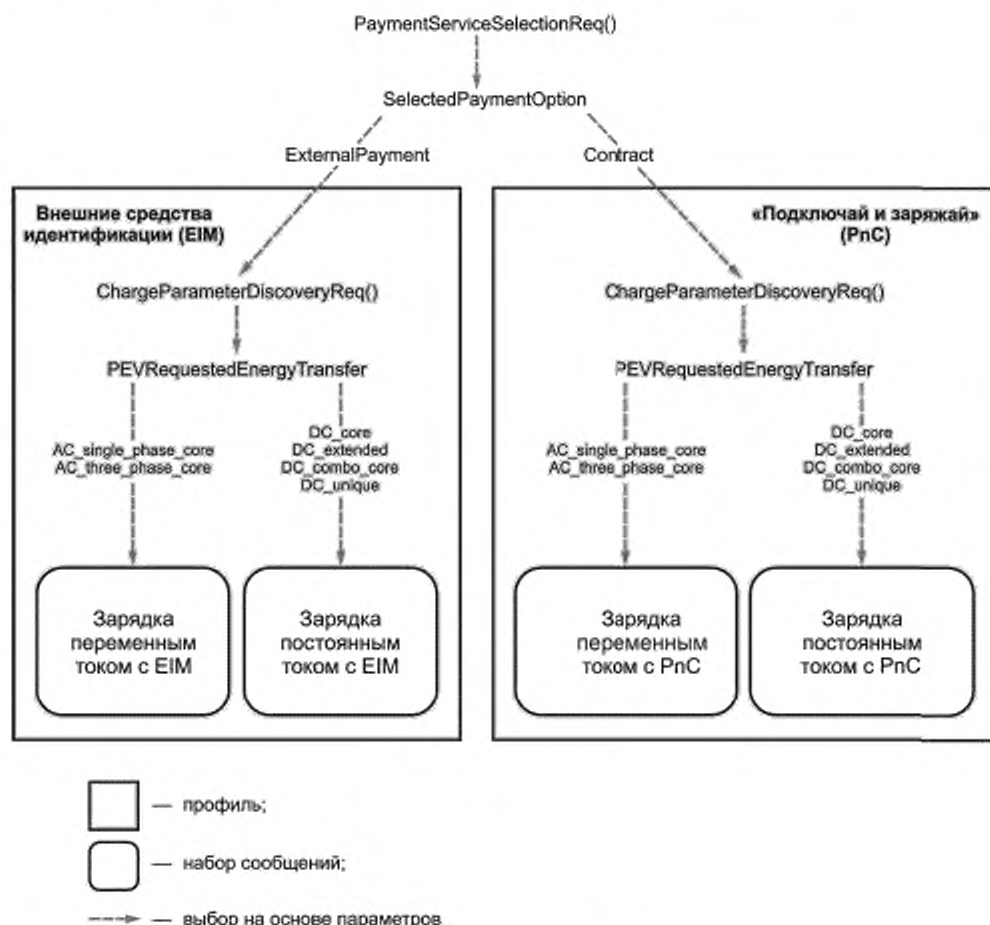 PaymentServiceSelectionReq()
SelectedPaymentOption
ExternalPayment
Contract
Внешние средства
идентификации (EIM)
ChargeParameterDiscoveryReq()
PEVRequestedEnergyTransfer
AC_single_phase_core
AC_three_phase_core
DC_core
DC_extended
DC_combo_core
DC_unique
Зарядка
переменным
током с EIM
Зарядка
постоянным
током с EIM
«Подключай и заряжай»
(PnC)
ChargeParameterDiscoveryReq()
PEVRequestedEnergyTransfer
AC_single_phase_core
AC_three_phase_core
DC_core
DC_extended
DC_combo_core
DC_unique
Зарядка
переменным
током с PnC
Зарядка
постоянным
током с PnC
— профиль;
— набор сообщений;
— выбор на основе параметров